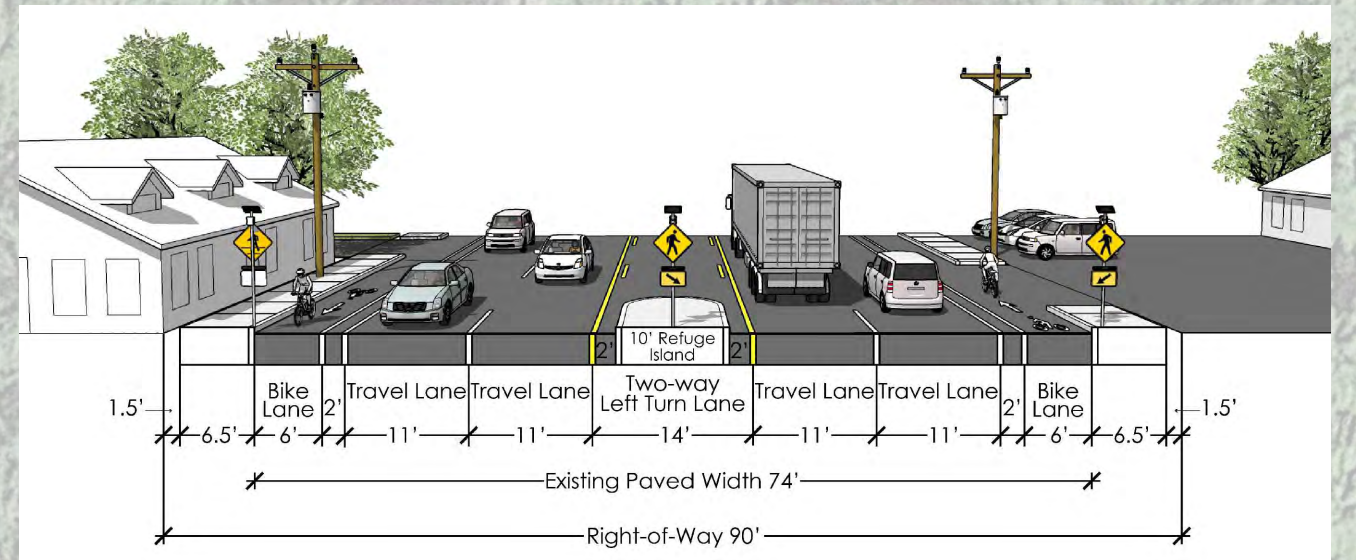 2'
10' Refuge
Island
2'
Bike
Lane
2'
Travel Lane
Travel Lane
Two-way
Left Turn Lane
Travel Lane
Travel Lane
2'
Bike
Lane
1.5'
6.5'
6'
11'
11'
14'
11'
11'
6'
6.5'
1.5'
Existing Paved Width 74'
Right-of-Way 90'